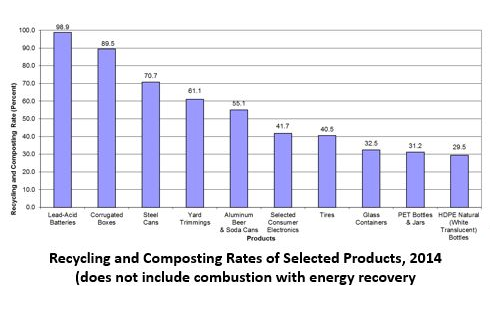 98.9
89.5
70.7
61.1
55.1
41.7
40.5
32.5
31.2
29.5
100.0
90.0
80.0
70.0
60.0
50.0
40.0
30.0
20.0
10.0
0.0
Recycling and Composting Rate (Percent)
Lead-Acid
Batteries
Corrugated
Boxes
Steel
Cans
Yard
Trimmings
Aluminum
Beer
& Soda Cans
Selected
Consumer
Electronics
Tires
Glass
Containers
PET Bottles
& Jars
HDPE Natural
(White
Translucent)
Bottles
Products
Recycling and Composting Rates of Selected Products, 2014
(does not include combustion with energy recovery